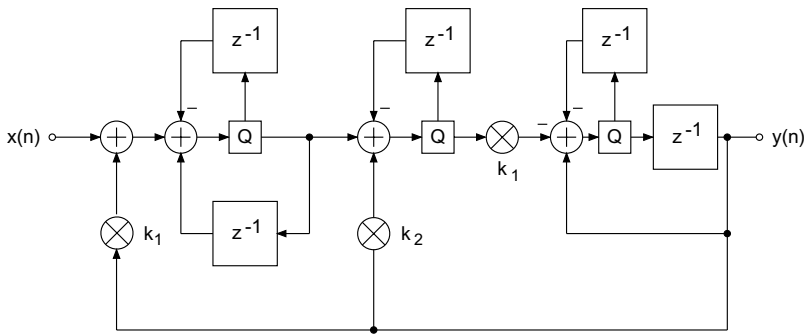 z⁻¹
z⁻¹
z⁻¹
− − − −
x(n) + + Q + Q k₁ + Q z⁻¹ y(n)
k₁ z⁻¹ k₂